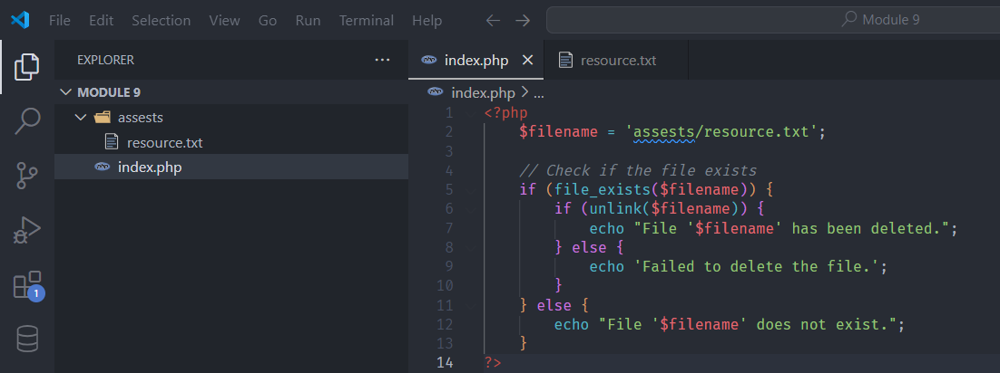 File Edit Selection View Go Run Terminal Help
Module 9
EXPLORER
MODULE 9
assests
resource.txt
index.php
1
index.php
resource.txt
index.php > ...
1 <?php
2 $filename = 'assests/resource.txt';
3
4 // Check if the file exists
5 if (file_exists($filename)) {
6 if (unlink($filename)) {
7 echo "File '$filename' has been deleted.";
8 } else {
9 echo 'Failed to delete the file.';
10 }
11 } else {
12 echo "File '$filename' does not exist.";
13 }
14 ?>